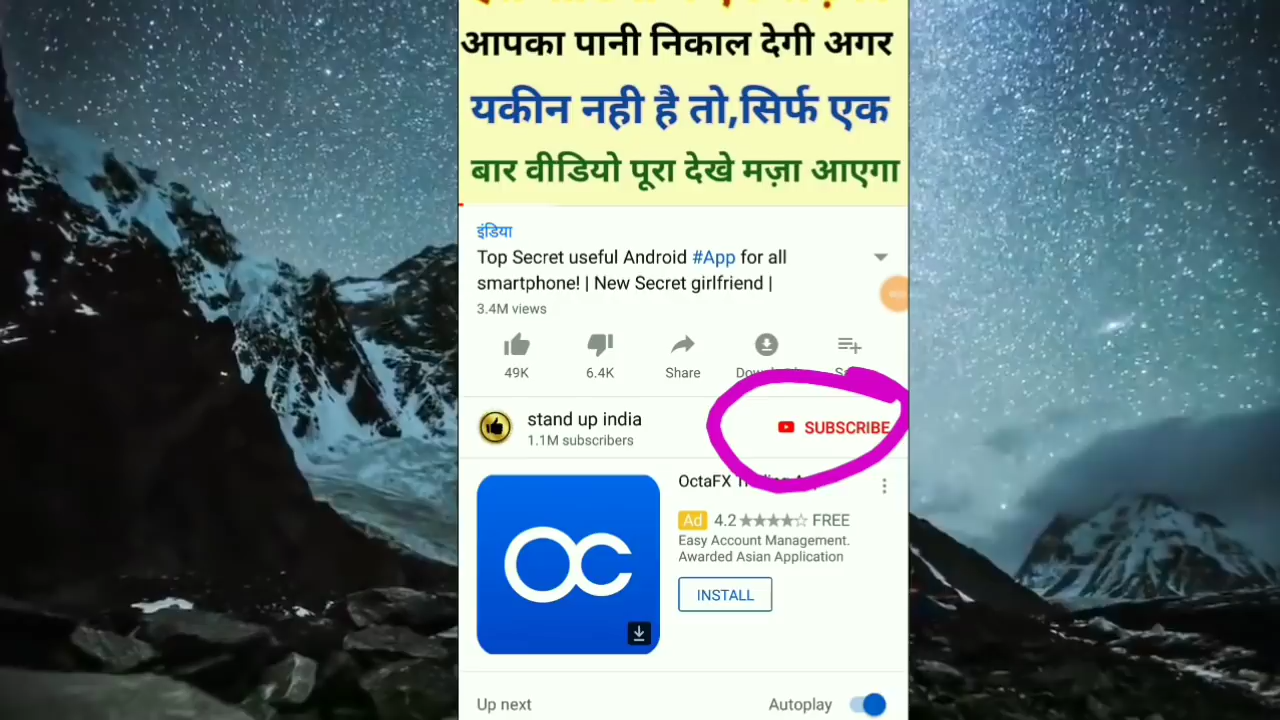 आपका पानी निकाल देगी अगर
यकीन नही है तो,सिर्फ एक
बार वीडियो पूरा देखे मज़ा आएगा
इंडिया
Top Secret useful Android #App for all
smartphone! | New Secret girlfriend |
3.4M views
49K
6.4K
Share
stand up india
1.1M subscribers
SUBSCRIBE
OctaFX
Ad 4.2 FREE
Easy Account Management.
Awarded Asian Application
INSTALL
Up next
Autoplay